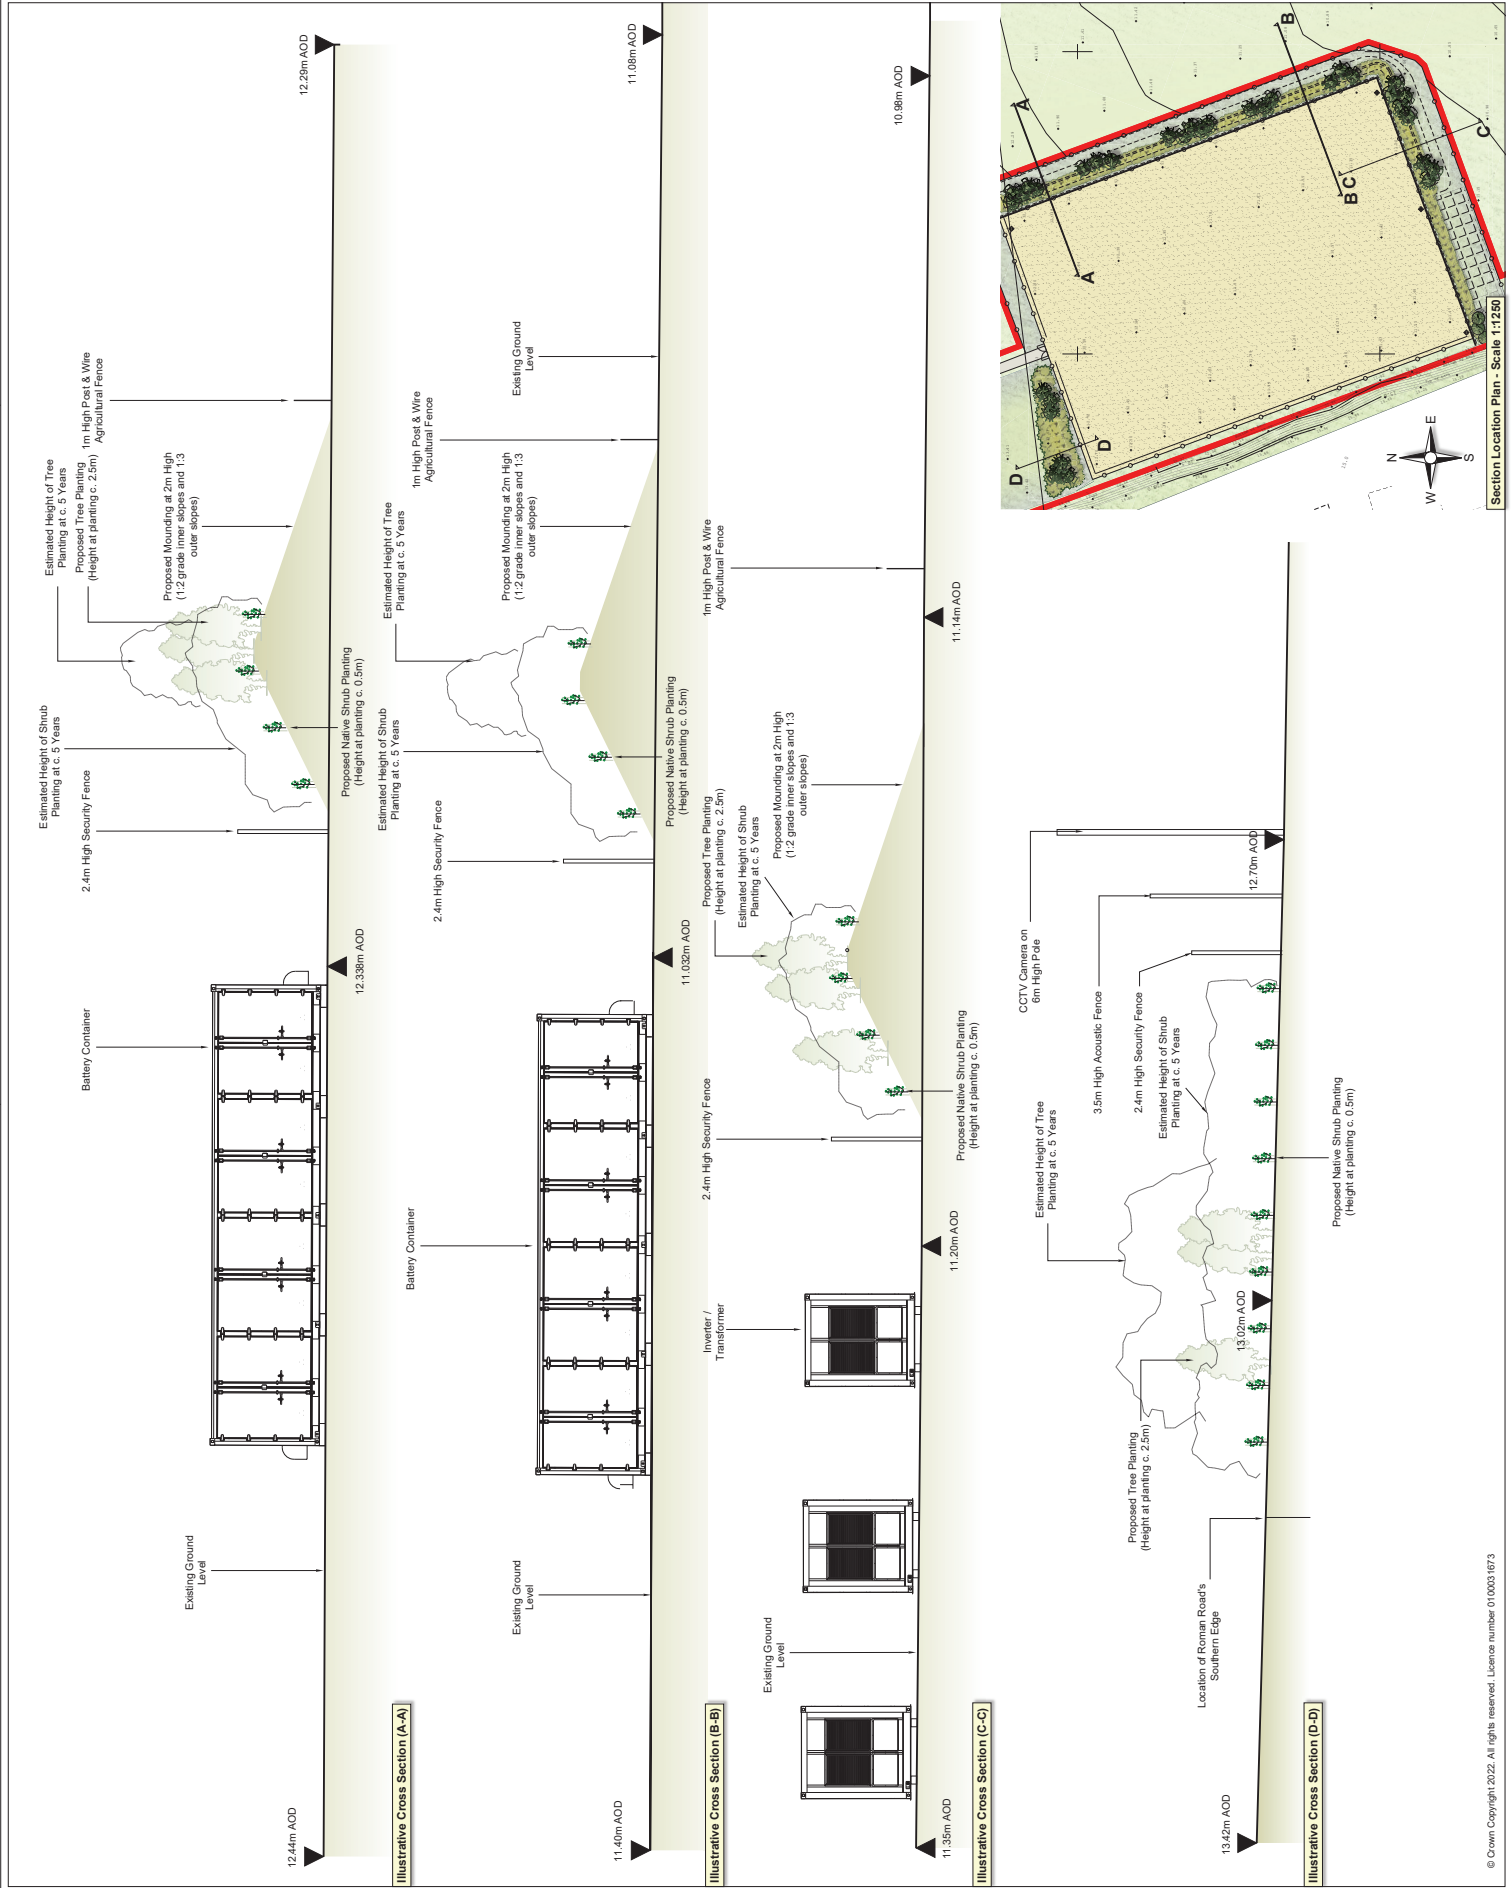 Existing Ground
Level
Battery Container
2.4m High Security Fence
Estimated Height of Shrub
Planting at c. 5 Years
Estimated Height of Tree
Planting at c. 5 Years
Proposed Tree Planting
(Height at planting c. 2.5m)
1m High Post & Wire
Agricultural Fence
Proposed Mounding at 2m High
(1:2 grade inner slopes and 1:3
outer slopes)
12.44m AOD
12.338m AOD
12.29m AOD
Proposed Native Shrub Planting
(Height at planting c. 0.5m)
Illustrative Cross Section (A-A)
Existing Ground
Level
Battery Container
2.4m High Security Fence
Estimated Height of Shrub
Planting at c. 5 Years
Estimated Height of Tree
Planting at c. 5 Years
1m High Post & Wire
Agricultural Fence
Proposed Mounding at 2m High
(1:2 grade inner slopes and 1:3
outer slopes)
Existing Ground
Level
11.40m AOD
11.032m AOD
11.08m AOD
Proposed Native Shrub Planting
(Height at planting c. 0.5m)
Illustrative Cross Section (B-B)
Existing Ground
Level
Inverter /
Transformer
2.4m High Security Fence
Proposed Tree Planting
(Height at planting c. 2.5m)
Estimated Height of Shrub
Planting at c. 5 Years
Proposed Mounding at 2m High
(1:2 grade inner slopes and 1:3
outer slopes)
1m High Post & Wire
Agricultural Fence
11.35m AOD
11.20m AOD
11.14m AOD
10.98m AOD
Proposed Native Shrub Planting
(Height at planting c. 0.5m)
Illustrative Cross Section (C-C)
Location of Roman Road's
Southern Edge
Proposed Tree Planting
(Height at planting c. 2.5m)
Estimated Height of Tree
Planting at c. 5 Years
CCTV Camera on
6m High Pole
3.5m High Acoustic Fence
2.4m High Security Fence
Estimated Height of Shrub
Planting at c. 5 Years
13.42m AOD
13.02m AOD
12.70m AOD
Proposed Native Shrub Planting
(Height at planting c. 0.5m)
Illustrative Cross Section (D-D)
A
A
B
B
C
C
D
D
N
E
S
W
Section Location Plan - Scale 1:1250
© Crown Copyright 2022. All rights reserved. Licence number 0100031673